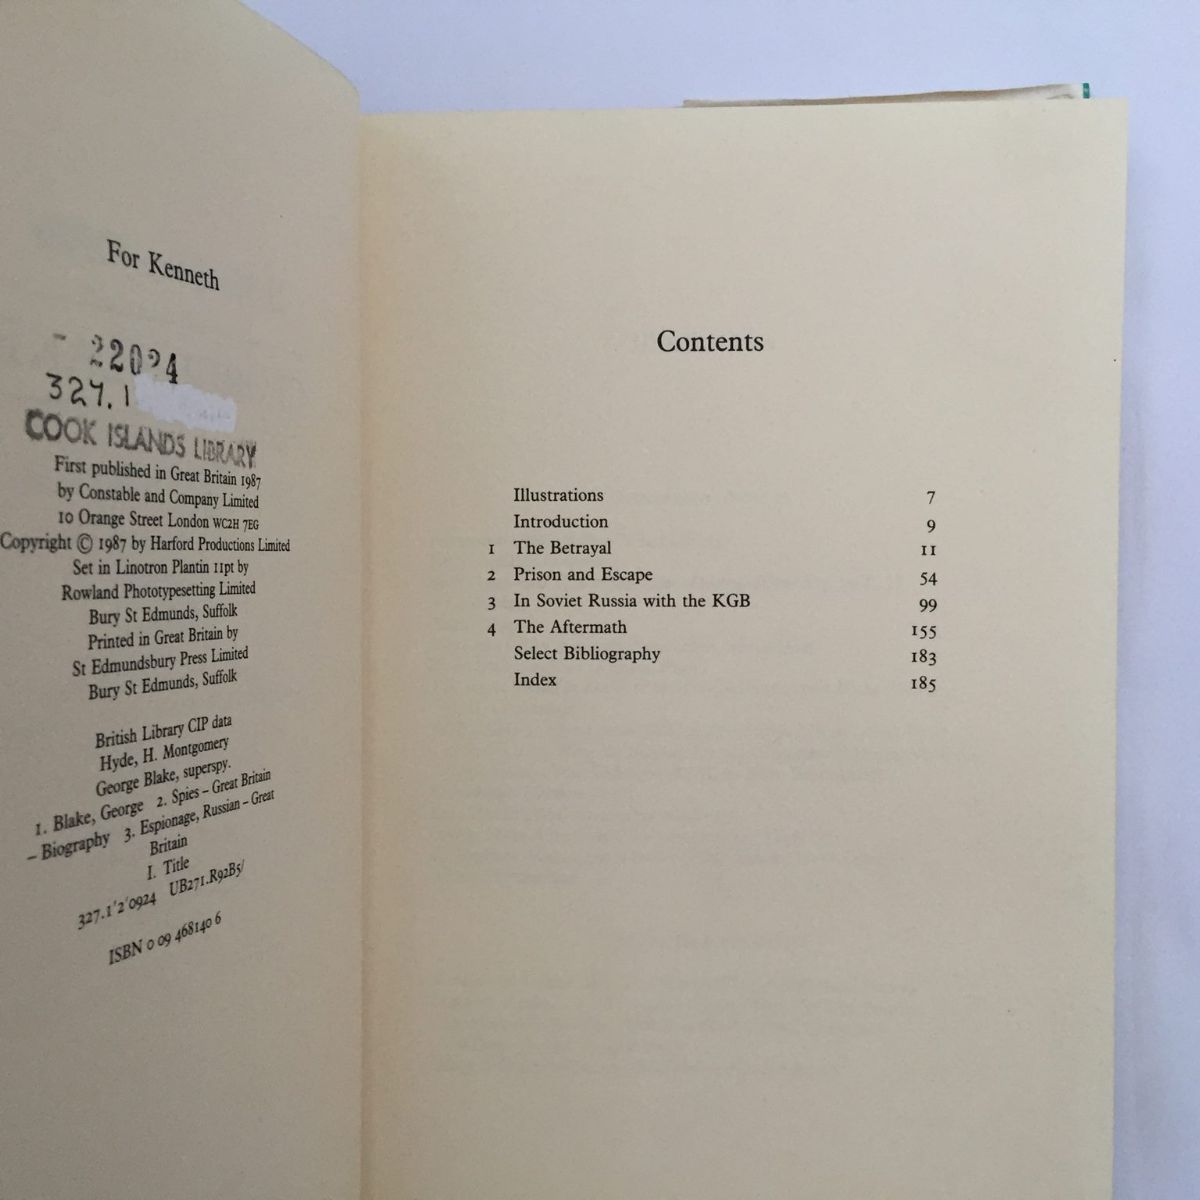 For Kenneth
22024
327.1
COOK ISLANDS LIBRARY
First published in Great Britain 1987
by Constable and Company Limited
10 Orange Street London WC2H 7EG
Copyright © 1987 by Harford Productions Limited
Set in Linotron Plantin 11pt by
Rowland Phototypesetting Limited
Bury St Edmunds, Suffolk
Printed in Great Britain by
St Edmundsbury Press Limited
Bury St Edmunds, Suffolk
British Library CIP data
Hyde, H. Montgomery
George Blake, superspy.
1. Blake, George 2. Spies – Great Britain
– Biography 3. Espionage, Russian – Great
Britain
I. Title
327.1'2'0924 UB271.R92B5/
ISBN 0 09 468140 6
Contents
Illustrations 7
Introduction 9
1 The Betrayal 11
2 Prison and Escape 54
3 In Soviet Russia with the KGB 99
4 The Aftermath 155
Select Bibliography 183
Index 185